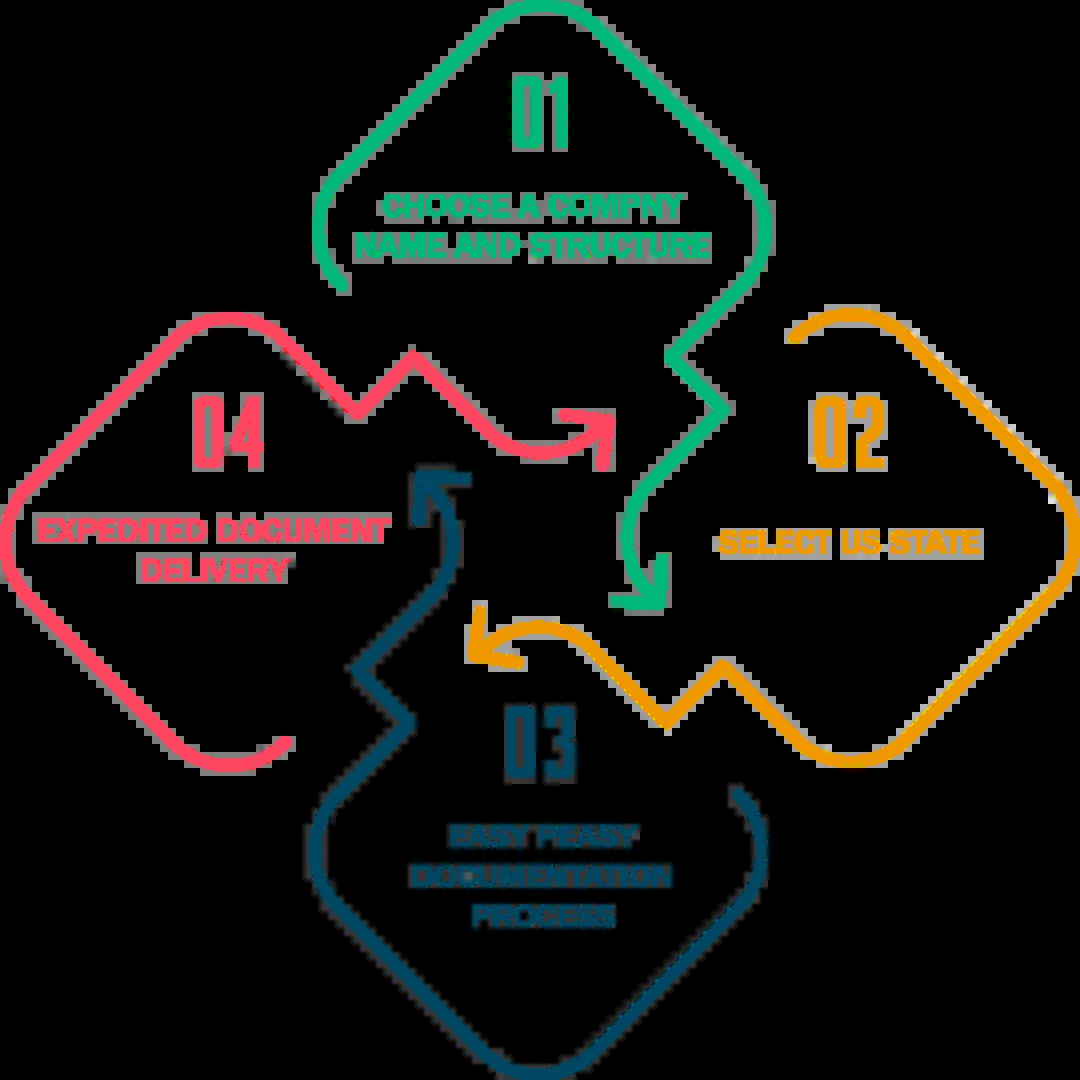 01
CHOOSE A COMPNY
NAME AND STRUCTURE
02
SELECT US STATE
03
EASY PEASY
DOCUMENTATION
PROCESS
04
EXPEDITED DOCUMENT
DELIVERY